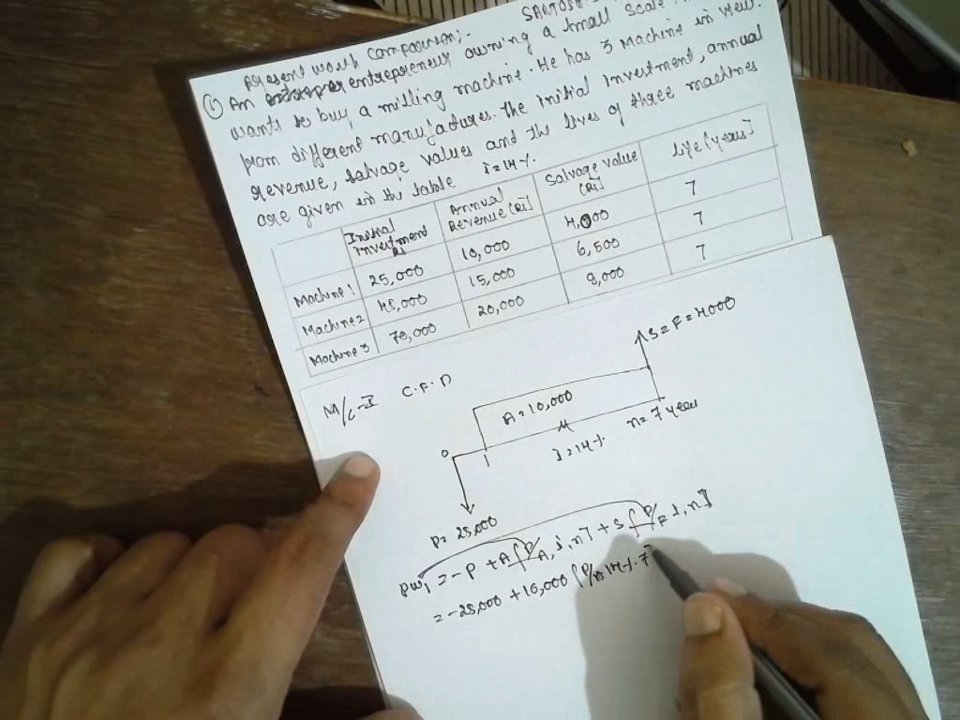 Present worth comparison;.
SANTOS
① An entrepreneur owning a small scale
wants to buy a milling machine. He has 3 Machine in view.
from different manufactures. The initial Investment, annual
revenue, salvage values and the lives of three machines
are given in the table i=14%.
Initial Investment Annual Revenue [Rs] Salvage value [Rs] Life [years]
Machine 1 25,000 10,000 4,000 7
Machine 2 45,000 15,000 6,500 7
Machine 3 70,000 20,000 8,000 7
M/c-I C.F.D
S=F=4000
A=10,000
0 1 i=14% n=7 years
P=25,000
PW1 = -P + A[P/A, i, n] + S[P/F i, n]
= -25,000 + 10,000 [P/A 14%. 7]